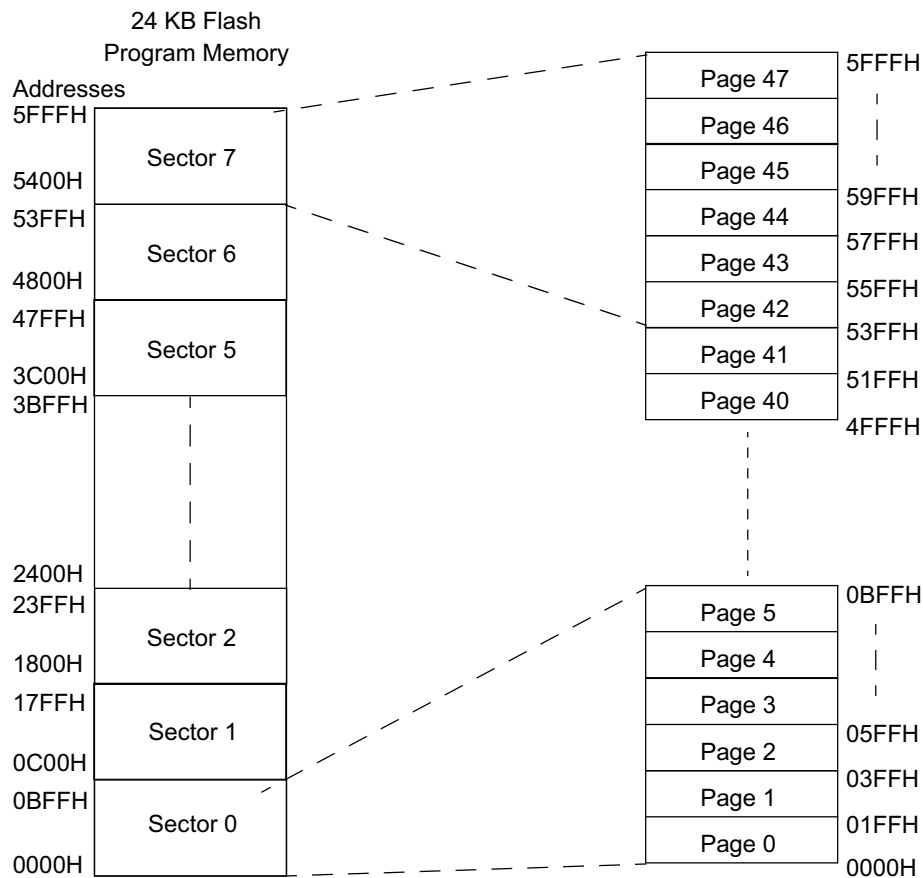 24 KB Flash
Program Memory
Addresses
5FFFH
Sector 7
5400H
53FFH
Sector 6
4800H
47FFH
Sector 5
3C00H
3BFFH
2400H
23FFH
Sector 2
1800H
17FFH
Sector 1
0C00H
0BFFH
Sector 0
0000H
Page 47
5FFFH
Page 46
Page 45
59FFH
Page 44
57FFH
Page 43
55FFH
Page 42
53FFH
Page 41
51FFH
Page 40
4FFFH
Page 5
0BFFH
Page 4
Page 3
05FFH
Page 2
03FFH
Page 1
01FFH
Page 0
0000H